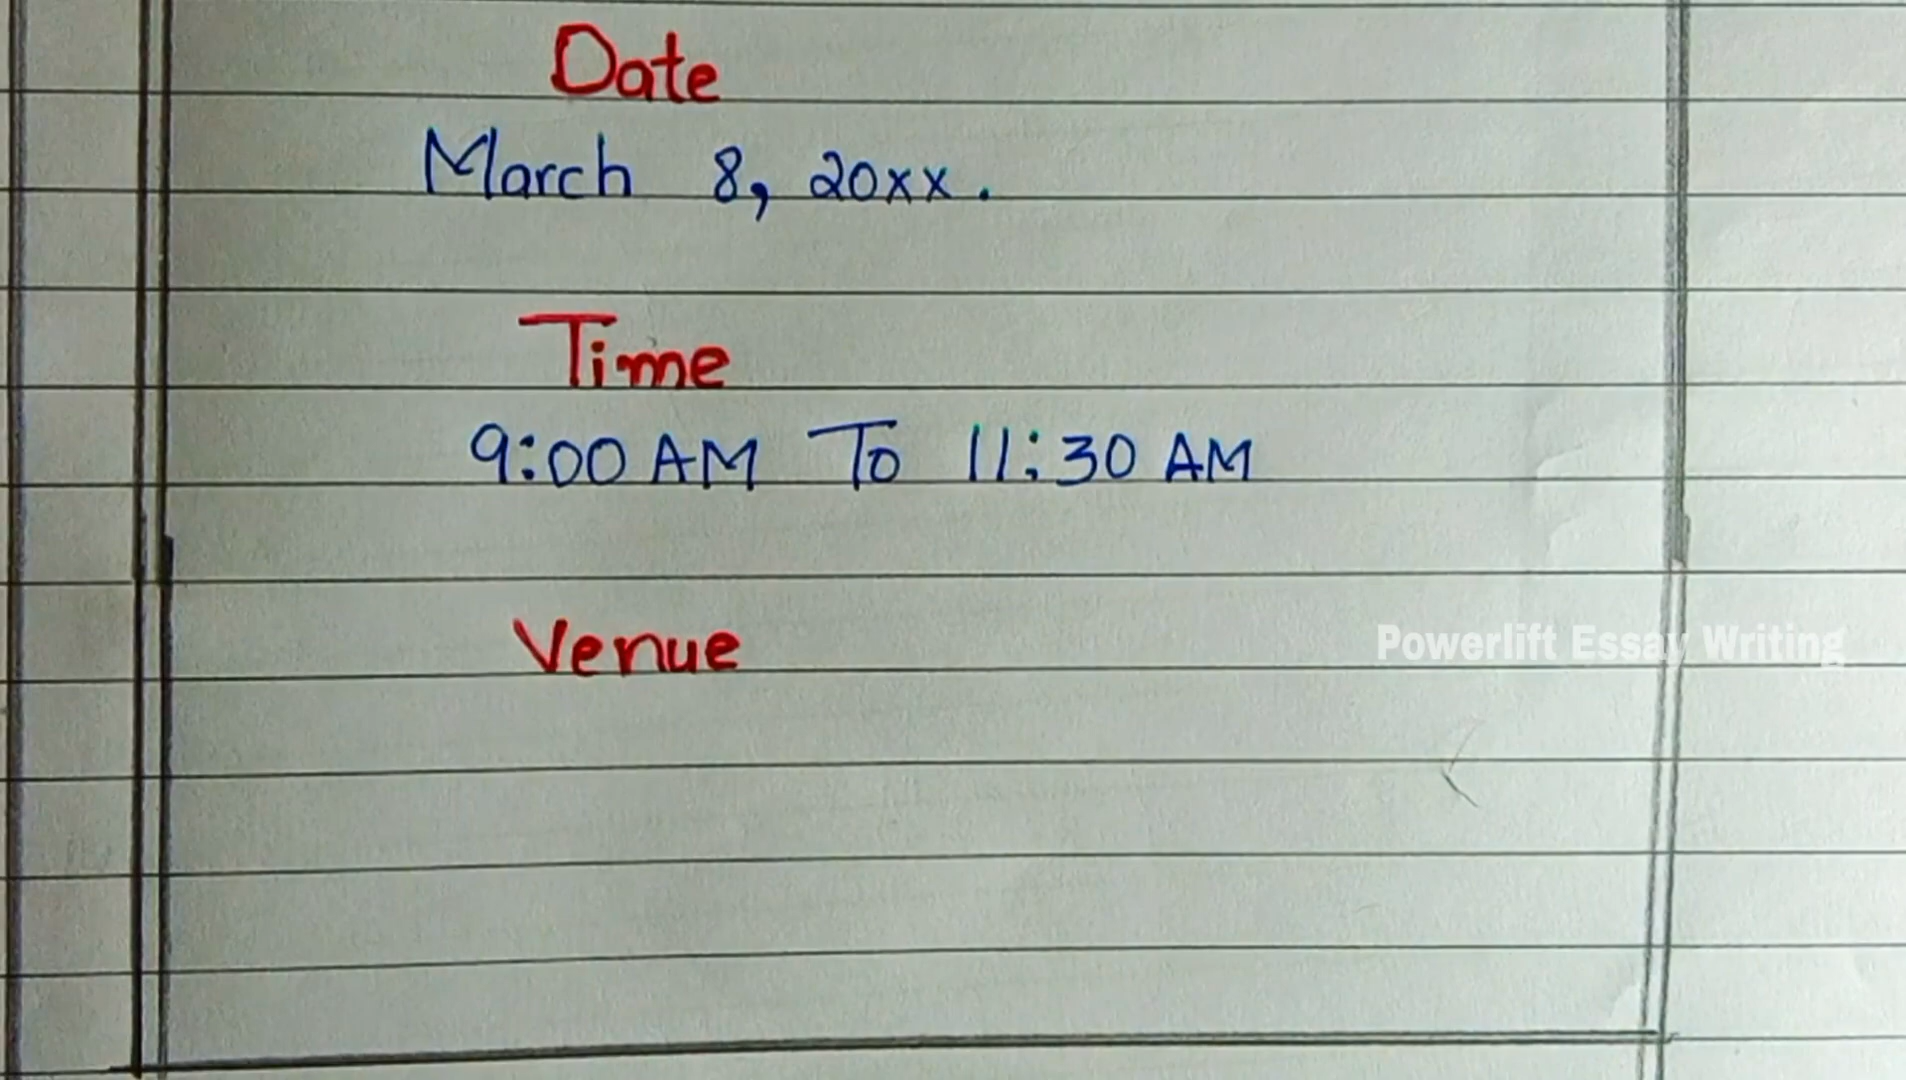 Date
March 8, 20xx.
Time
9:00 AM To 11:30 AM
Venue
Powerlift Essay Writing